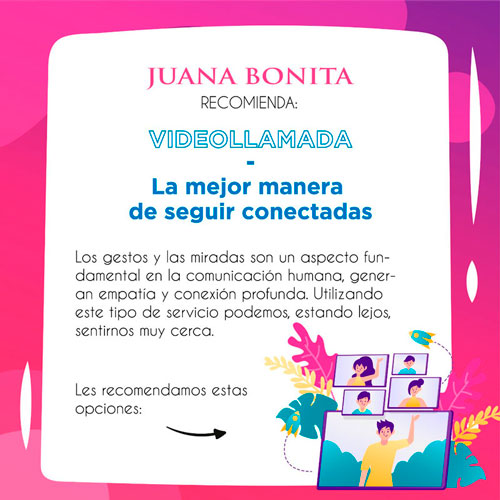 JUANA BONITA
RECOMIENDA:
VIDEOLLAMADA
-
La mejor manera
de seguir conectadas
Los gestos y las miradas son un aspecto fun-
damental en la comunicación humana, gener-
an empatía y conexión profunda. Utilizando
este tipo de servicio podemos, estando lejos,
sentirnos muy cerca.
Les recomendamos estas
opciones: